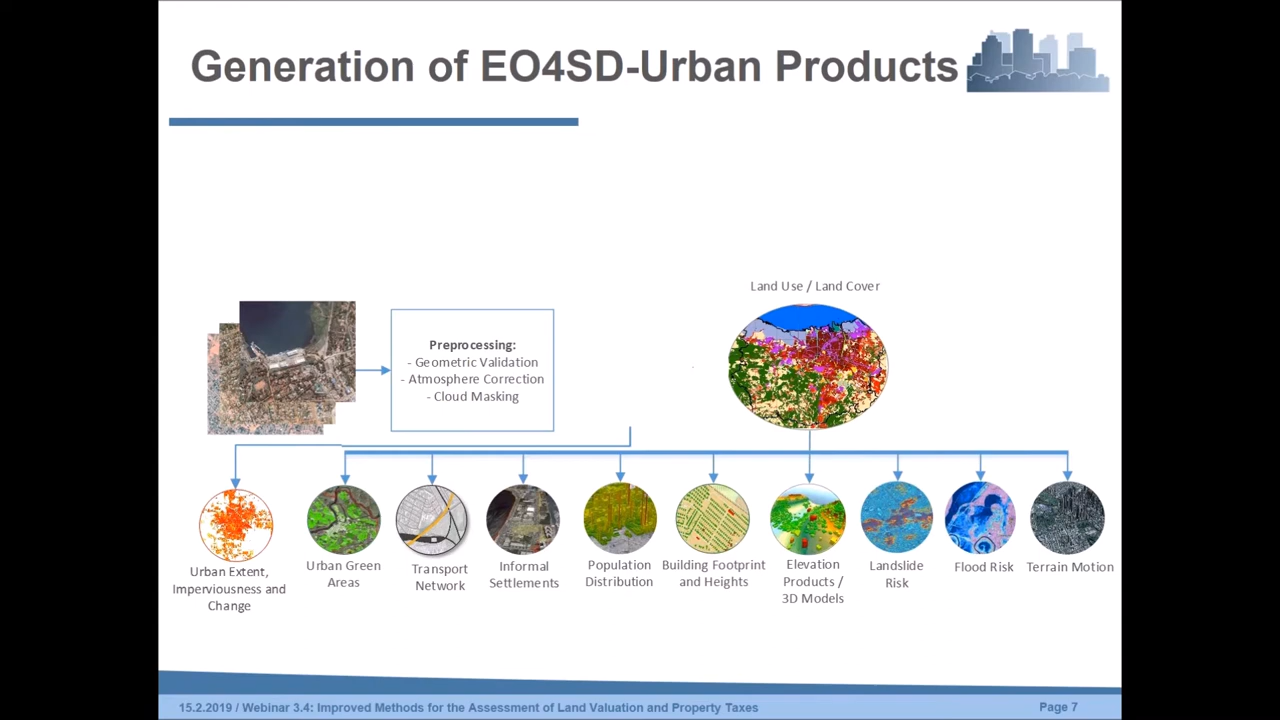 Generation of EO4SD-Urban Products
Land Use / Land Cover
Preprocessing:
- Geometric Validation
- Atmosphere Correction
- Cloud Masking
Urban Extent,
Imperviousness and
Change
Urban Green
Areas
Transport
Network
Informal
Settlements
Population
Distribution
Building Footprint
and Heights
Elevation
Products /
3D Models
Landslide
Risk
Flood Risk
Terrain Motion
15.2.2019 / Webinar 3.4: Improved Methods for the Assessment of Land Valuation and Property Taxes
Page 7